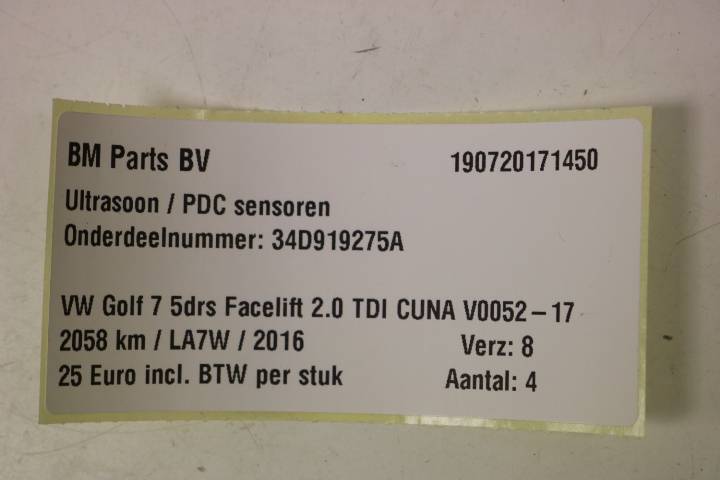 BM Parts BV 190720171450
Ultrasoon / PDC sensoren
Onderdeelnummer: 34D919275A
VW Golf 7 5drs Facelift 2.0 TDI CUNA V0052-17
2058 km / LA7W / 2016 Verz: 8
25 Euro incl. BTW per stuk Aantal: 4